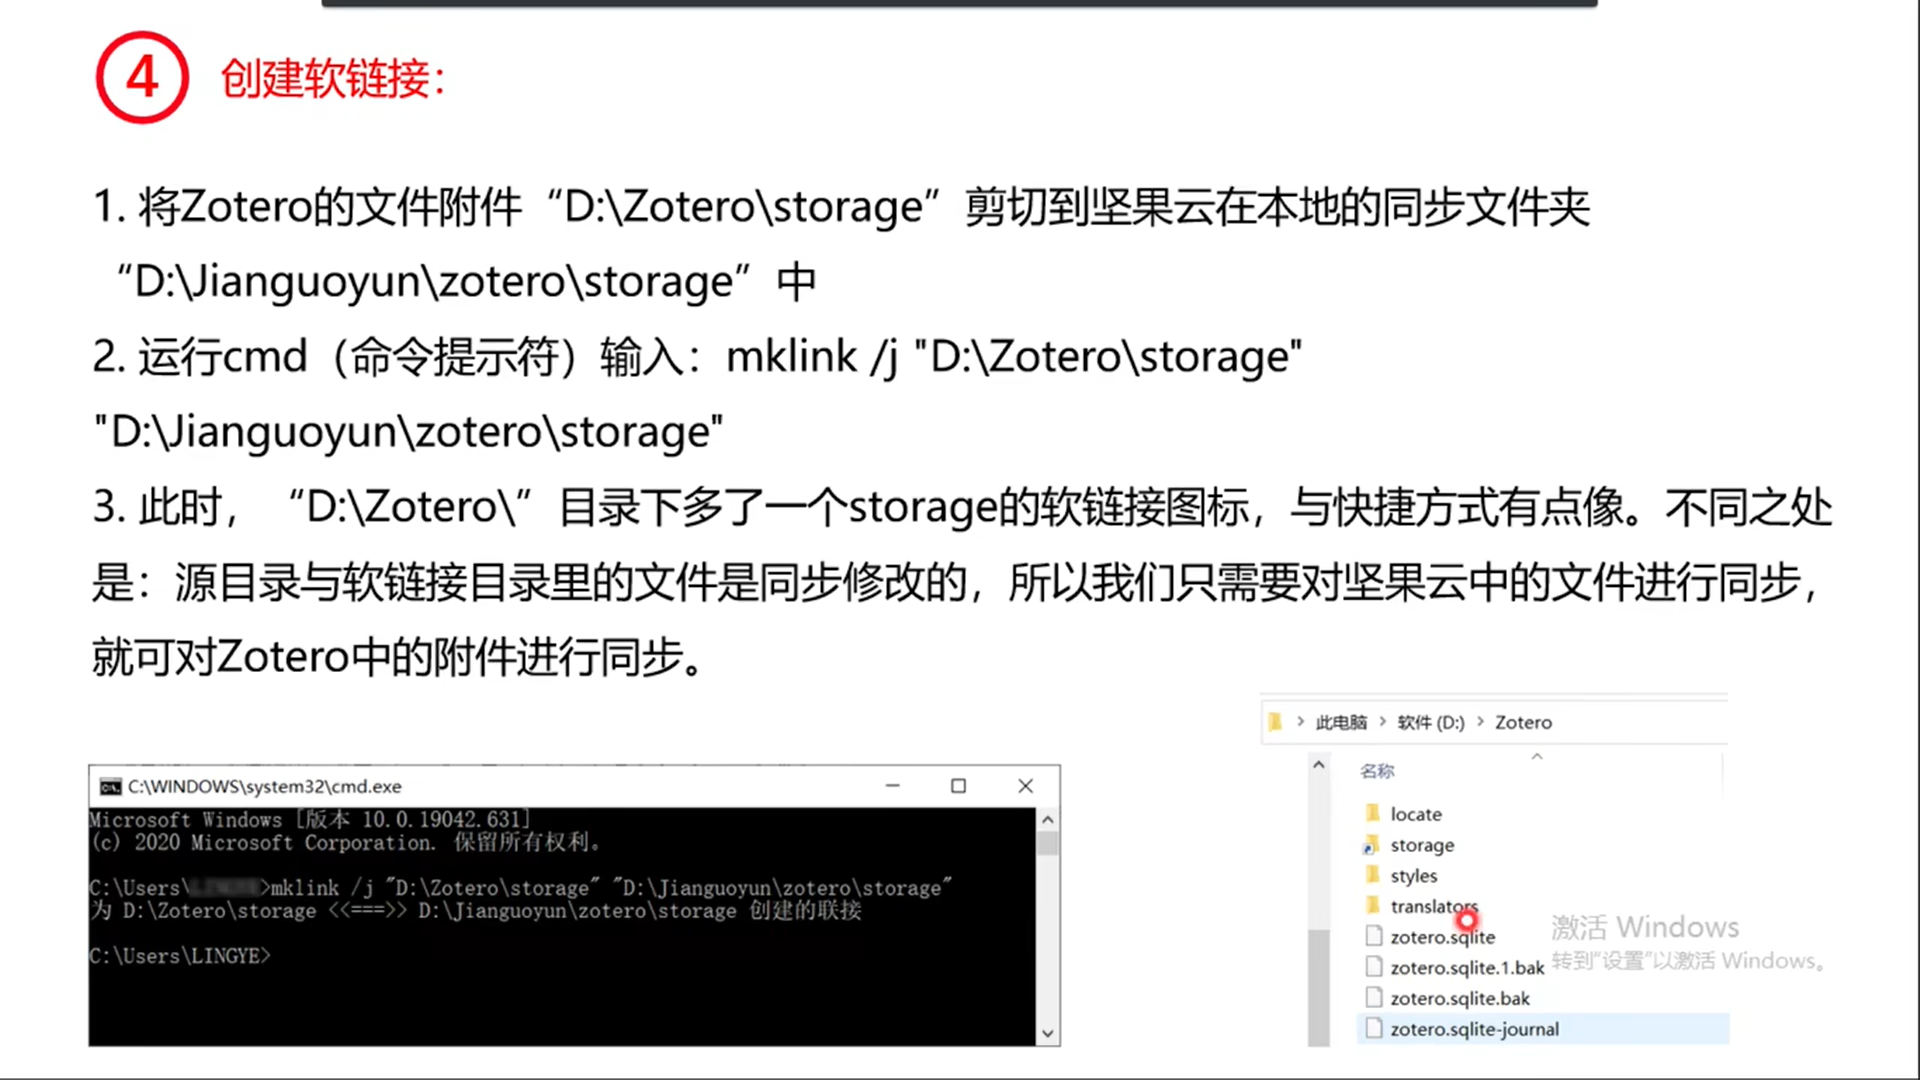 4 创建软链接：
1. 将Zotero的文件附件“D:\Zotero\storage”剪切到坚果云在本地的同步文件夹
“D:\Jianguoyun\zotero\storage”中
2. 运行cmd（命令提示符）输入：mklink /j "D:\Zotero\storage"
"D:\Jianguoyun\zotero\storage"
3. 此时，“D:\Zotero\”目录下多了一个storage的软链接图标，与快捷方式有点像。不同之处
是：源目录与软链接目录里的文件是同步修改的，所以我们只需要对坚果云中的文件进行同步，
就可对Zotero中的附件进行同步。
C:\WINDOWS\system32\cmd.exe
Microsoft Windows [版本 10.0.19042.631]
(c) 2020 Microsoft Corporation. 保留所有权利。
C:\Users\>mklink /j "D:\Zotero\storage" "D:\Jianguoyun\zotero\storage"
为 D:\Zotero\storage <<===>> D:\Jianguoyun\zotero\storage 创建的联接
C:\Users\LINGYE>
此电脑 > 软件 (D:) > Zotero
名称
locate
storage
styles
translators
zotero.sqlite
zotero.sqlite.1.bak
zotero.sqlite.bak
zotero.sqlite-journal
激活 Windows
转到“设置”以激活 Windows。